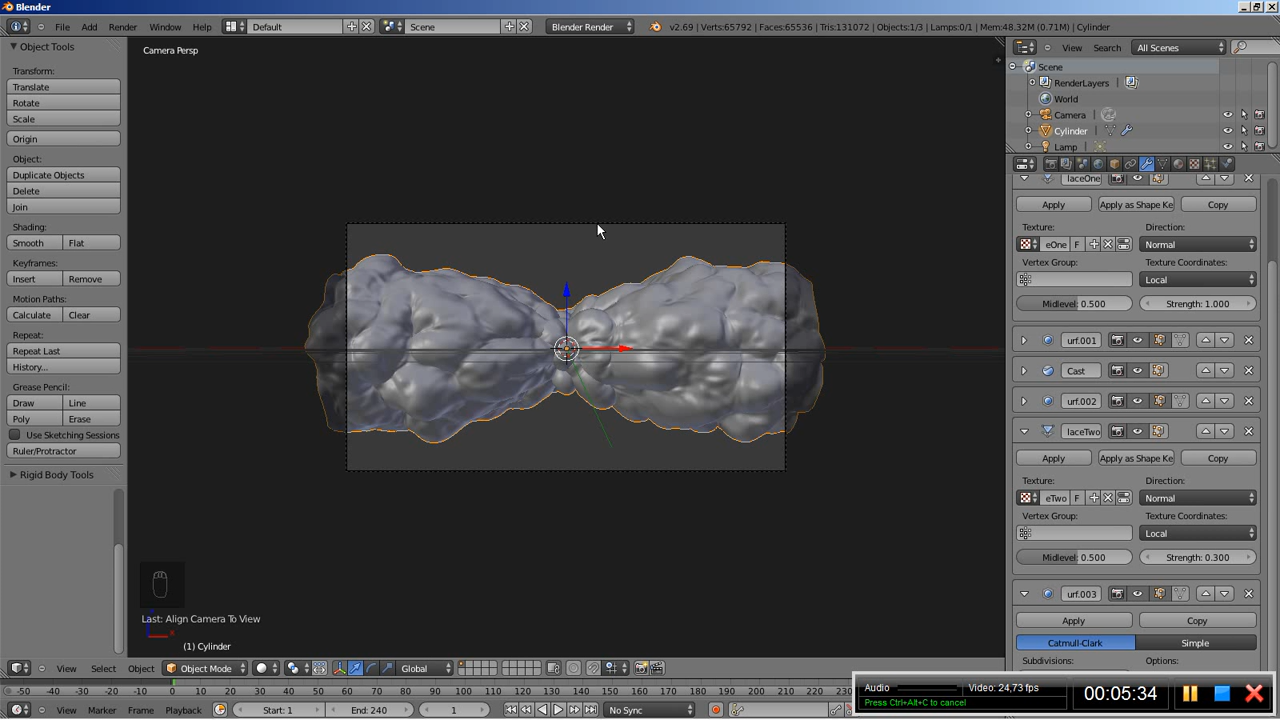 Blender
File Add Render Window Help Default Scene Blender Render v2.69 | Verts:65792 | Faces:65536 | Tris:131072 | Objects:1/3 | Lamps:0/1 | Mem:48.32M (0.71M) | Cylinder
Object Tools
Transform:
Translate
Rotate
Scale
Origin
Object:
Duplicate Objects
Delete
Join
Shading:
Smooth Flat
Keyframes:
Insert Remove
Motion Paths:
Calculate Clear
Repeat:
Repeat Last
History...
Grease Pencil:
Draw Line
Poly Erase
Use Sketching Sessions
Ruler/Protractor
Rigid Body Tools
Camera Persp
Last: Align Camera To View
(1) Cylinder
View Select Object Object Mode Global
-50 -40 -30 -20 -10 0 10 20 30 40 50 60 70 80 90 100 110 120 130 140 150 160 170 180 190 200 210 220 230
View Marker Frame Playback Start: 1 End: 240 1 No Sync
View Search All Scenes
Scene
RenderLayers
World
Camera
Cylinder
Lamp
laceOne
Apply Apply as Shape Ke Copy
Texture: Direction:
eOne F Normal
Vertex Group: Texture Coordinates:
Local
Midlevel: 0.500 Strength: 1.000
urf.001
Cast
urf.002
laceTwo
Apply Apply as Shape Ke Copy
Texture: Direction:
eTwo F Normal
Vertex Group: Texture Coordinates:
Local
Midlevel: 0.500 Strength: 0.300
urf.003
Apply Copy
Catmull-Clark Simple
Subdivisions: Options:
Audio Video: 24,73 fps
Press Ctrl+Alt+C to cancel
00:05:34